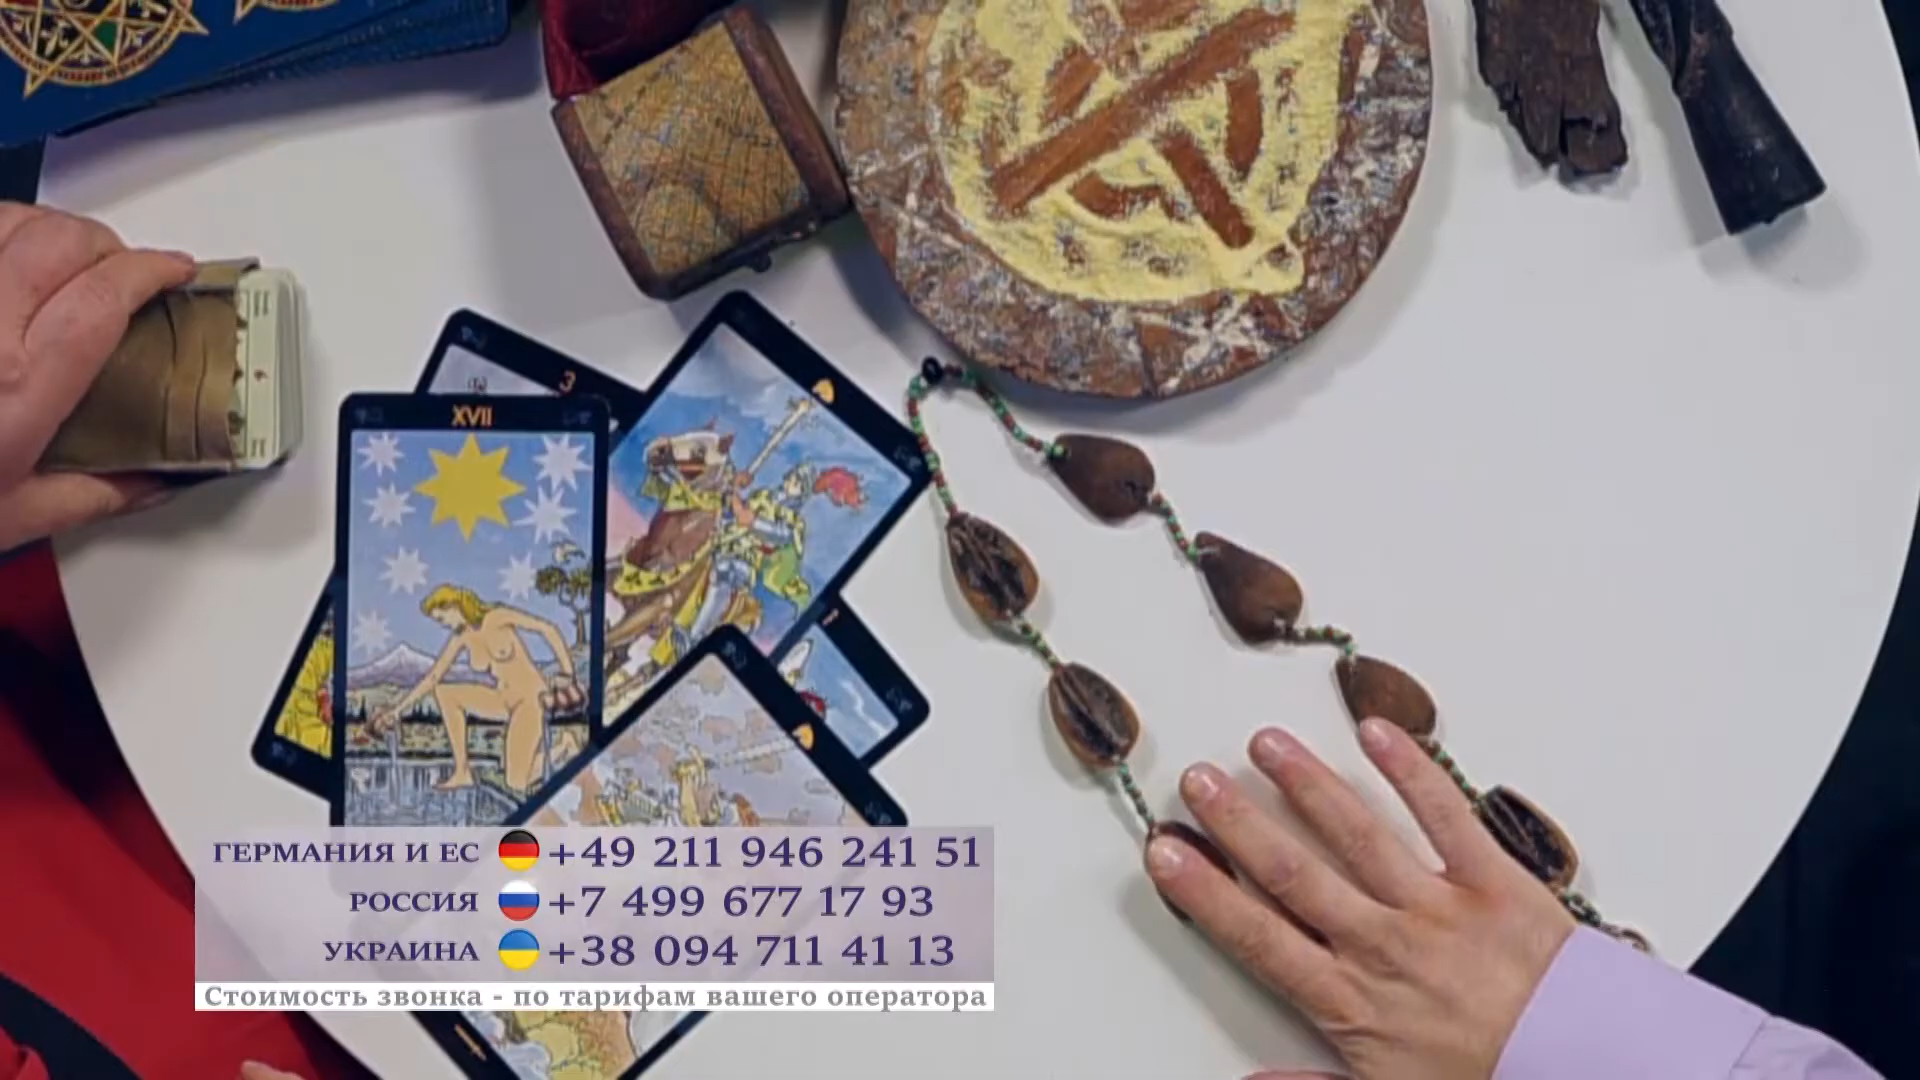 3
XVII
ГЕРМАНИЯ И ЕС +49 211 946 241 51
РОССИЯ +7 499 677 17 93
УКРАИНА +38 094 711 41 13
Стоимость звонка - по тарифам вашего оператора